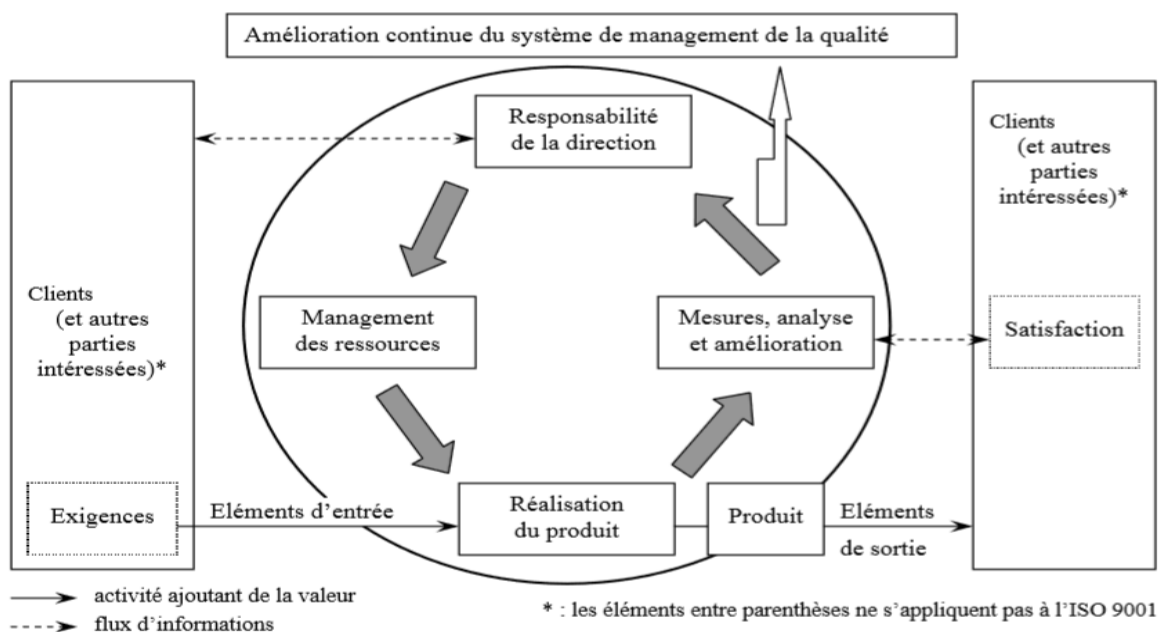 Amélioration continue du système de management de la qualité
Responsabilité
de la direction
Clients
(et autres
parties
intéressées)*
Clients
(et autres
parties
intéressées)*
Management
des ressources
Mesures, analyse
et amélioration
Satisfaction
Exigences
Eléments d'entrée
Réalisation
du produit
Produit
Eléments
de sortie
activité ajoutant de la valeur
flux d'informations
* : les éléments entre parenthèses ne s'appliquent pas à l'ISO 9001